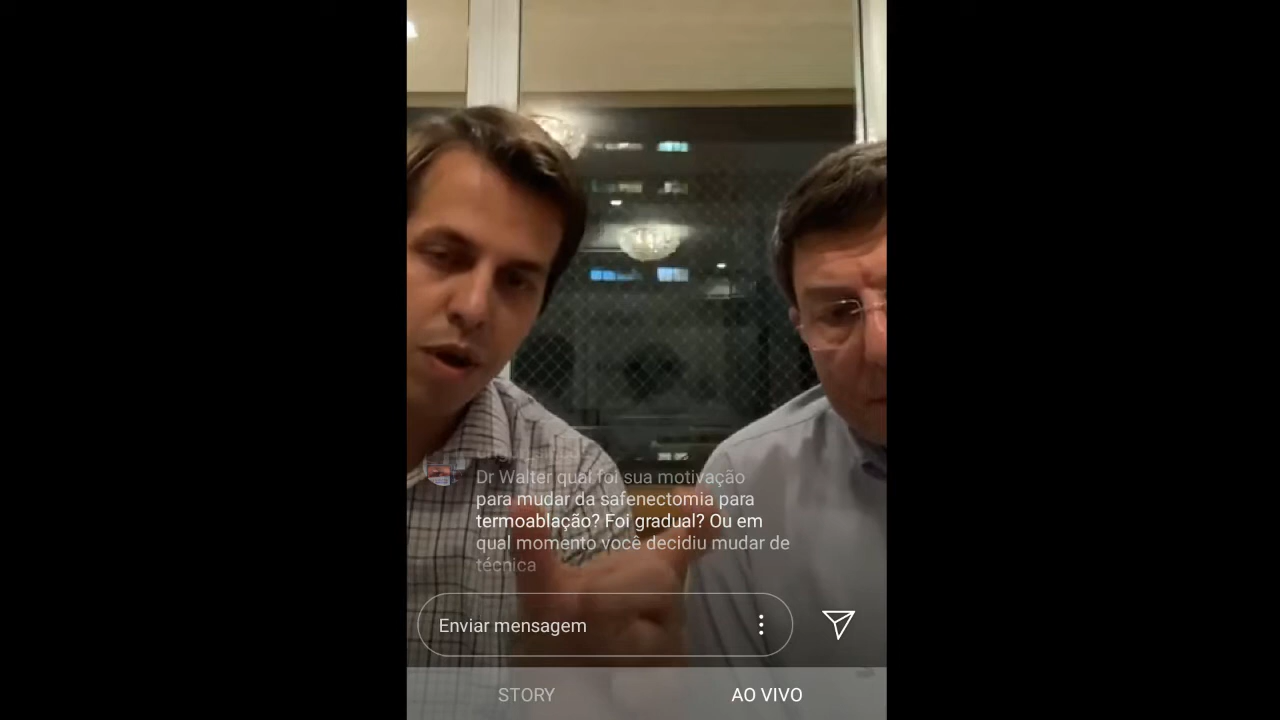 Dr Walter qual foi sua motivação
para mudar da safenectomia para
termoablação? Foi gradual? Ou em
qual momento você decidiu mudar de
técnica
Enviar mensagem
STORY
AO VIVO